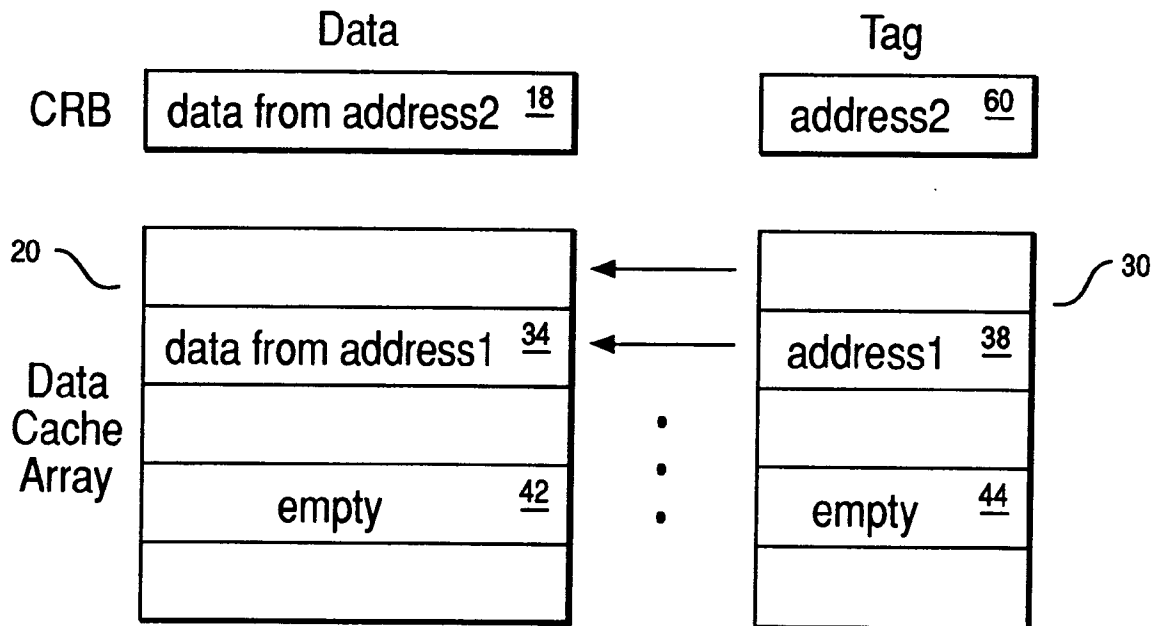 Data Tag
CRB data from address2 18 address2 60
20 30
data from address1 34 address1 38
Data
Cache
Array
empty 42 empty 44